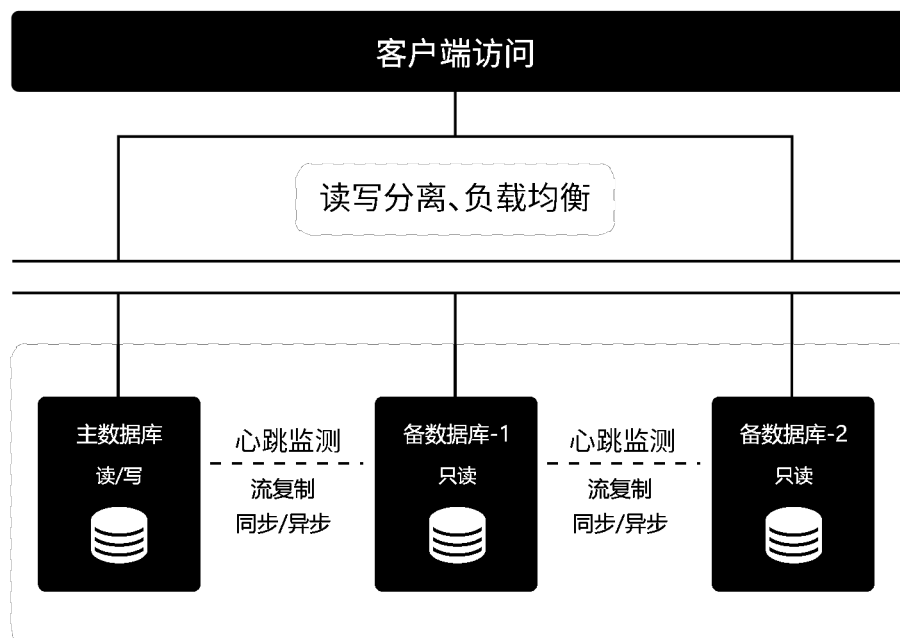 客户端访问
读写分离、负载均衡
主数据库
读/写
心跳监测
流复制
同步/异步
备数据库-1
只读
心跳监测
流复制
同步/异步
备数据库-2
只读